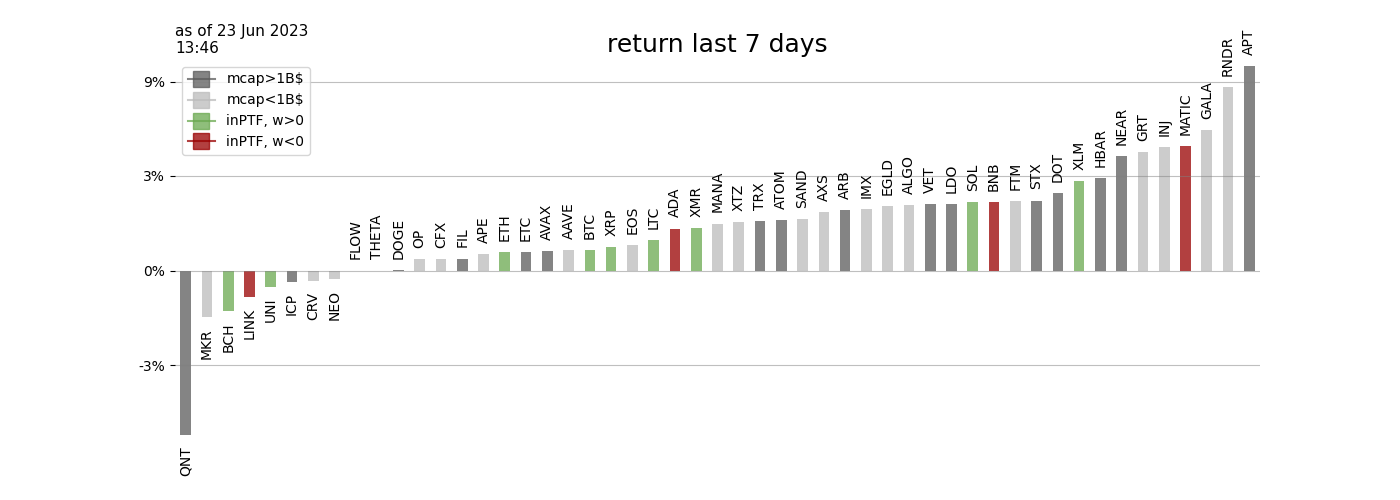 as of 23 Jun 2023
13:46
return last 7 days
mcap>1B$
mcap<1B$
inPTF, w>0
inPTF, w<0
9%
3%
0%
-3%
QNT
MKR
BCH
LINK
UNI
ICP
CRV
NEO
FLOW
THETA
DOGE
OP
CFX
FIL
APE
ETH
ETC
AVAX
AAVE
BTC
XRP
EOS
LTC
ADA
XMR
MANA
XTZ
TRX
ATOM
SAND
AXS
ARB
IMX
EGLD
ALGO
VET
LDO
SOL
BNB
FTM
STX
DOT
XLM
HBAR
NEAR
GRT
INJ
MATIC
GALA
RNDR
APT